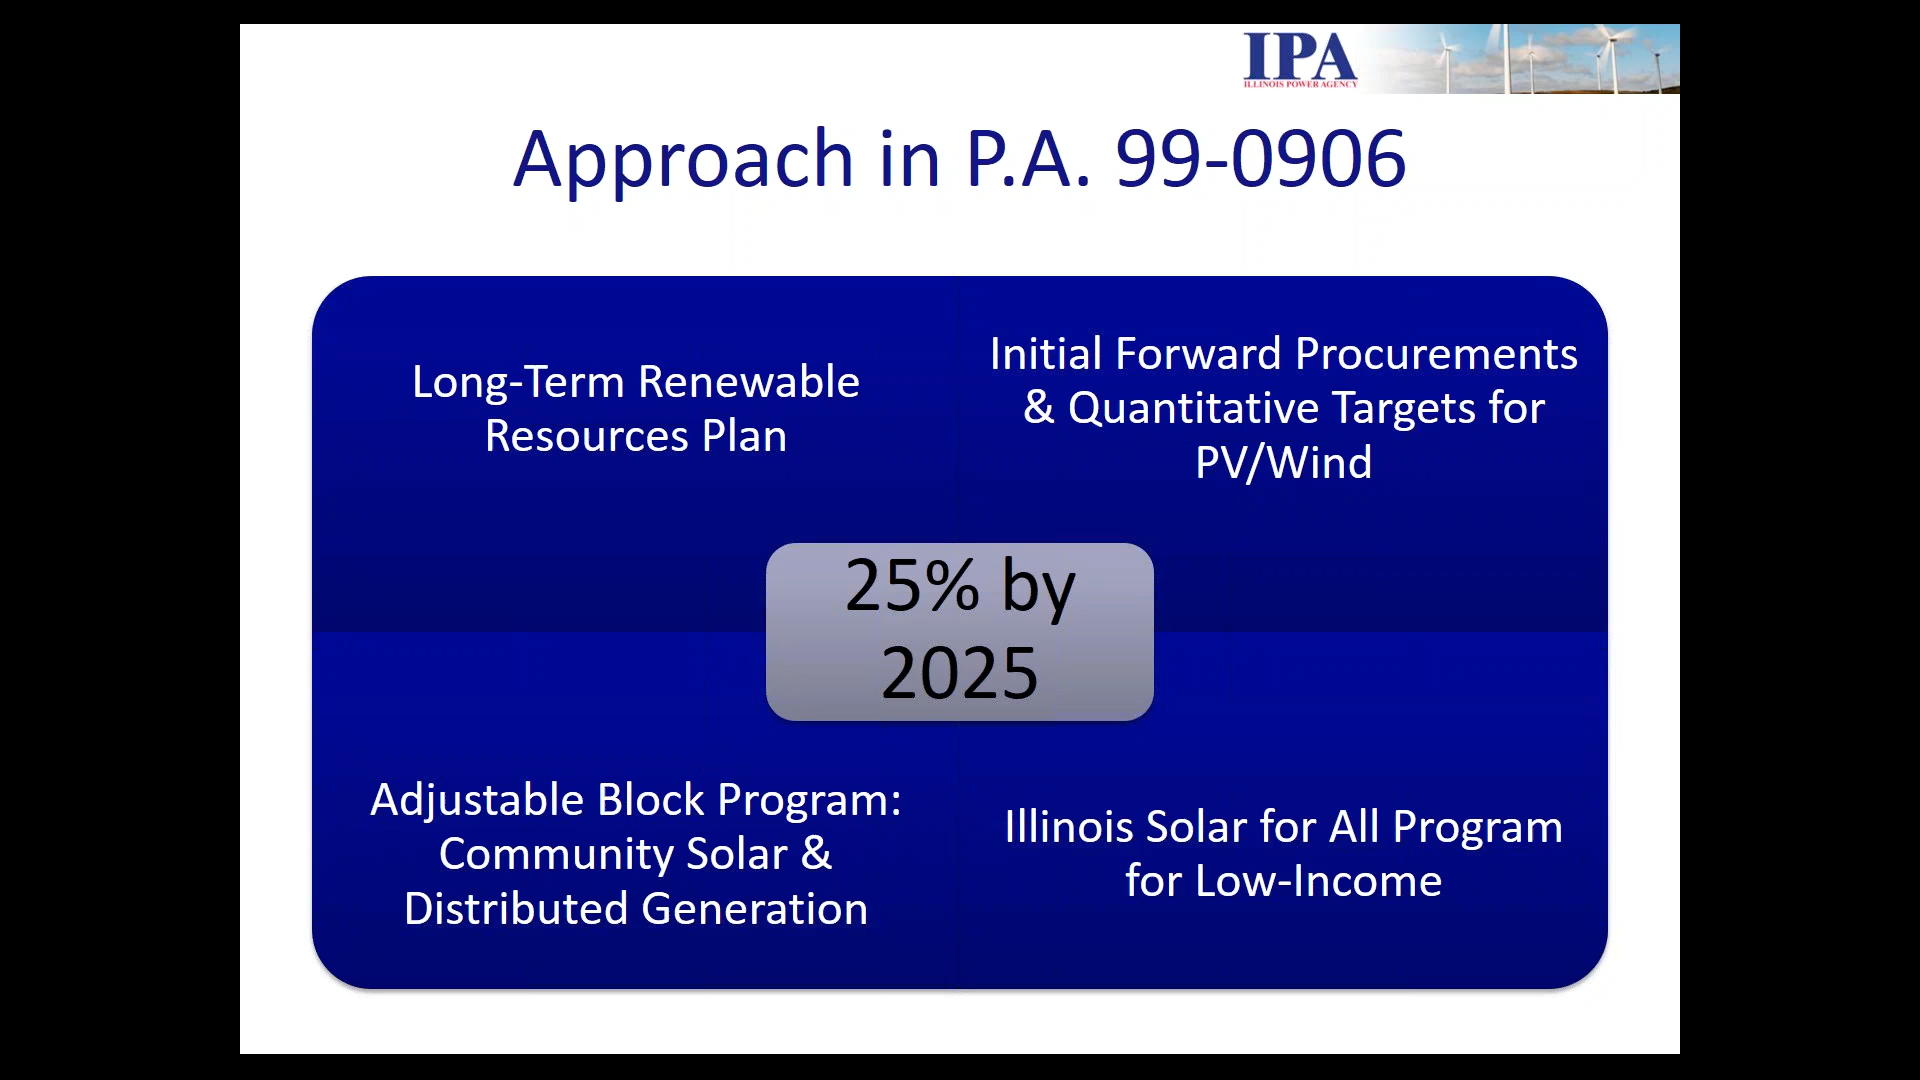 IPA
ILLINOIS POWER AGENCY
Approach in P.A. 99-0906
Long-Term Renewable
Resources Plan
Initial Forward Procurements
& Quantitative Targets for
PV/Wind
25% by
2025
Adjustable Block Program:
Community Solar &
Distributed Generation
Illinois Solar for All Program
for Low-Income